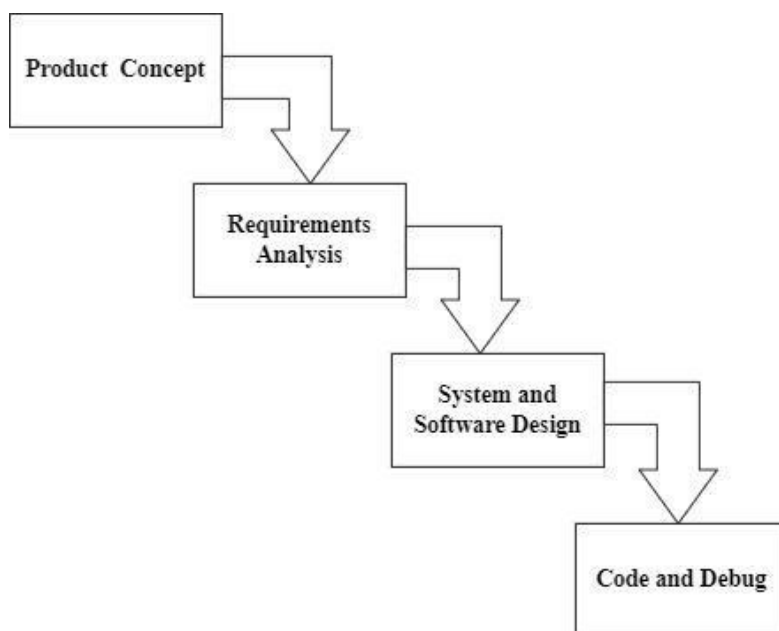 Product Concept
Requirements
Analysis
System and
Software Design
Code and Debug